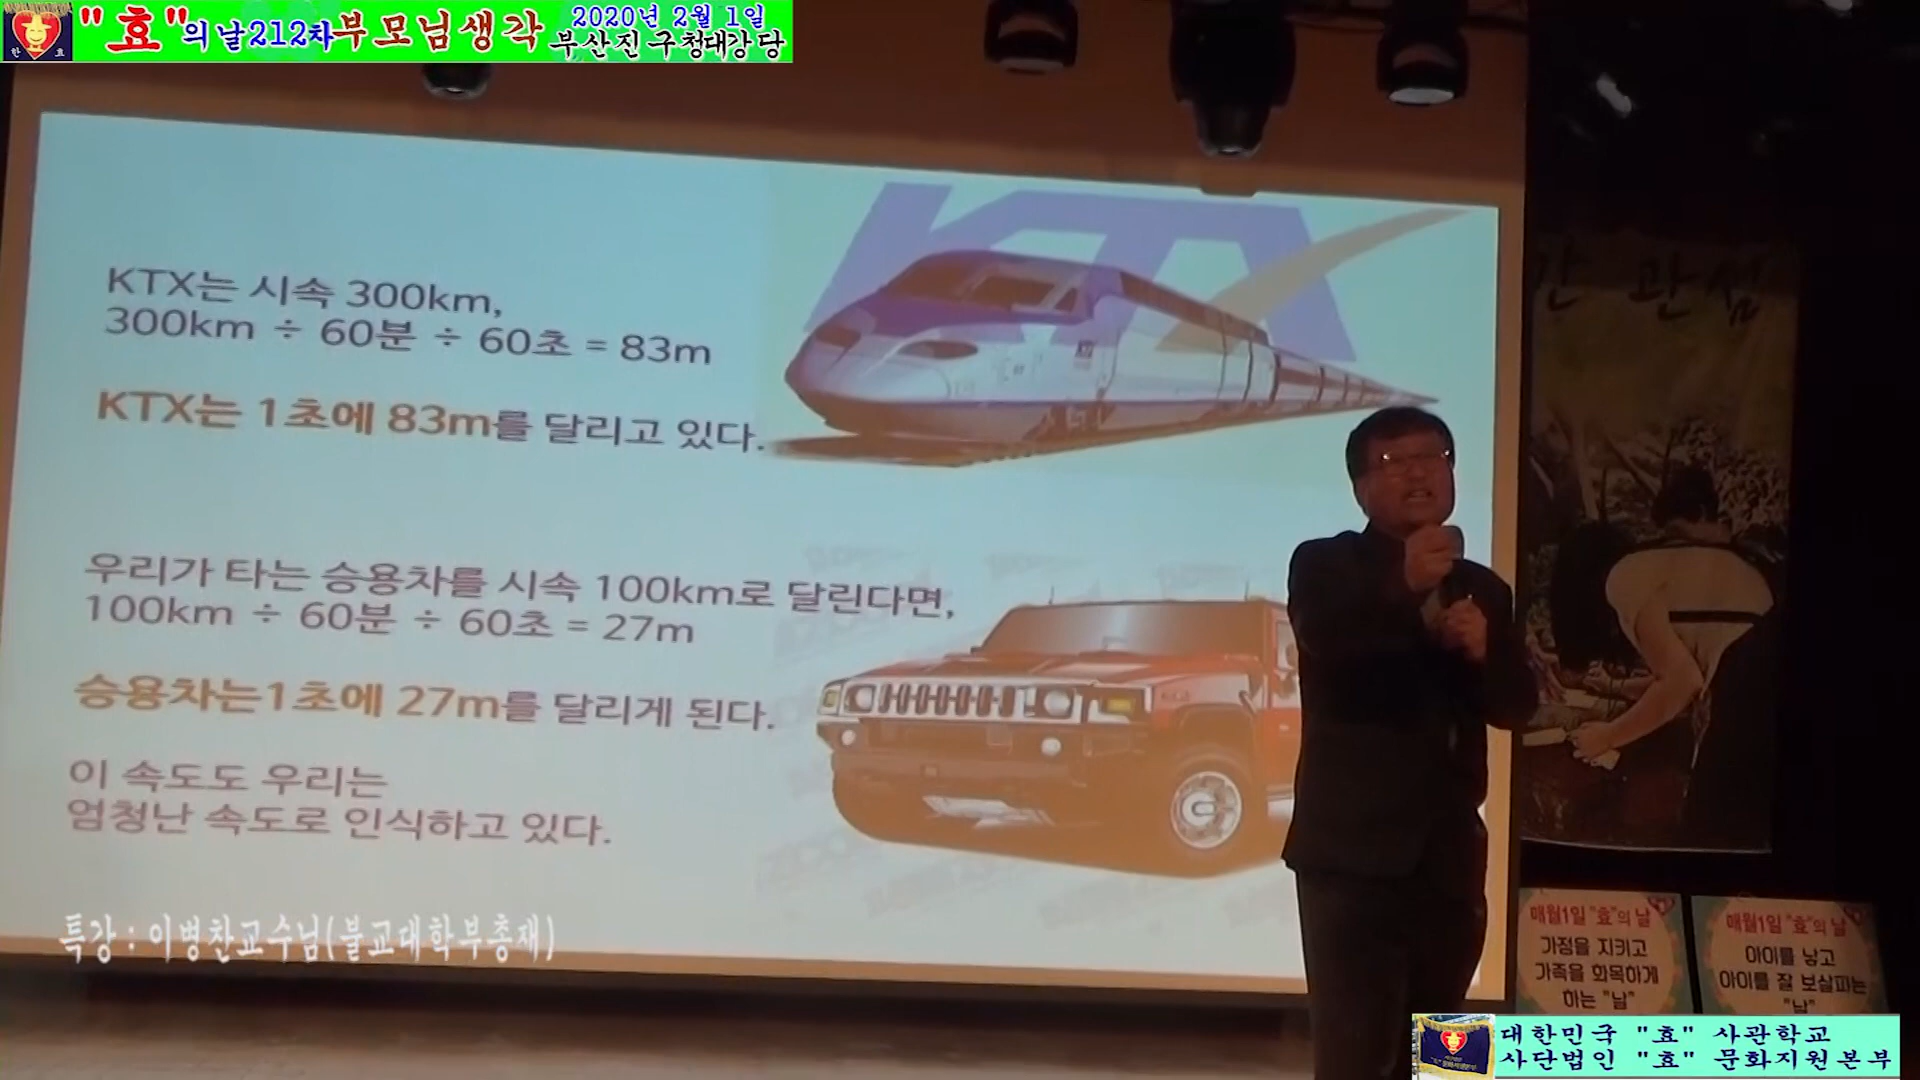 "효"의 날 212차 부모님 생각
2020년 2월 1일
부산진 구청대강당
한 효
KTX
KTX는 시속 300km,
300km ÷ 60분 ÷ 60초 = 83m
KTX는 1초에 83m를 달리고 있다.
우리가 타는 승용차를 시속 100km로 달린다면,
100km ÷ 60분 ÷ 60초 = 27m
승용차는1초에 27m를 달리게 된다.
이 속도도 우리는
엄청난 속도로 인식하고 있다.
특강 : 이병찬교수님(불교대학부총재)
관셈
매월1일 "효"의 날
가정을 지키고
가족을 화목하게
하는 "날"
매월1일 "효"의 날
아이를 낳고
아이를 잘 보살피는
"날"
대한민국 "효" 사관학교
사단법인 "효" 문화지원본부